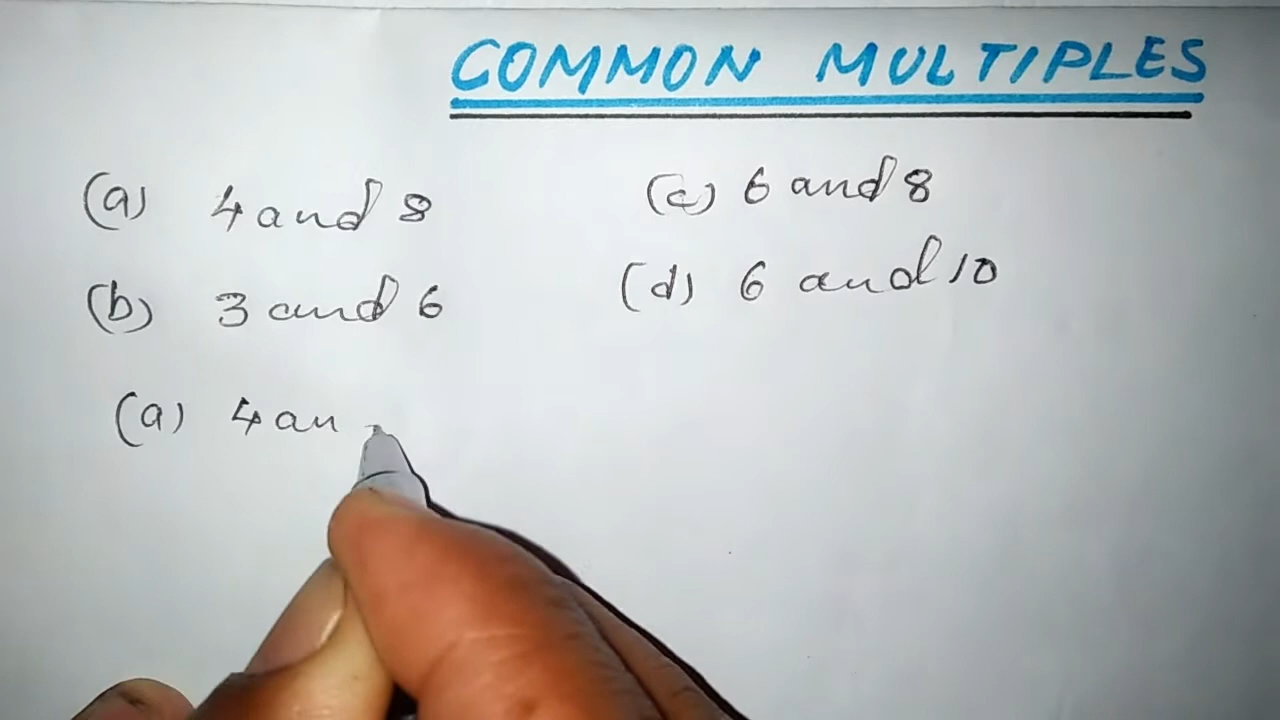 COMMON MULTIPLES
(a) 4 and 8
(b) 3 and 6
(c) 6 and 8
(d) 6 and 10
(a) 4 an